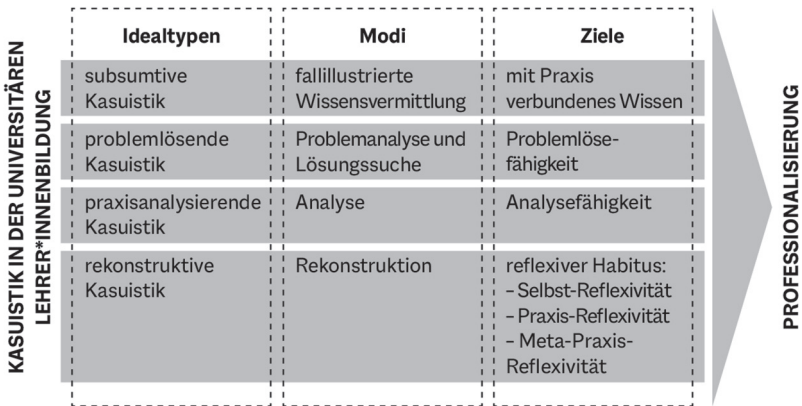 KASUISTIK IN DER UNIVERSITÄREN
LEHRER*INNENBILDUNG
Idealtypen
Modi
Ziele
subsumtive
Kasuistik
fallillustrierte
Wissensvermittlung
mit Praxis
verbundenes Wissen
problemlösende
Kasuistik
Problemanalyse und
Lösungssuche
Problemlöse-
fähigkeit
praxisanalysierende
Kasuistik
Analyse
Analysefähigkeit
rekonstruktive
Kasuistik
Rekonstruktion
reflexiver Habitus:
– Selbst-Reflexivität
– Praxis-Reflexivität
– Meta-Praxis-
Reflexivität
PROFESSIONALISIERUNG